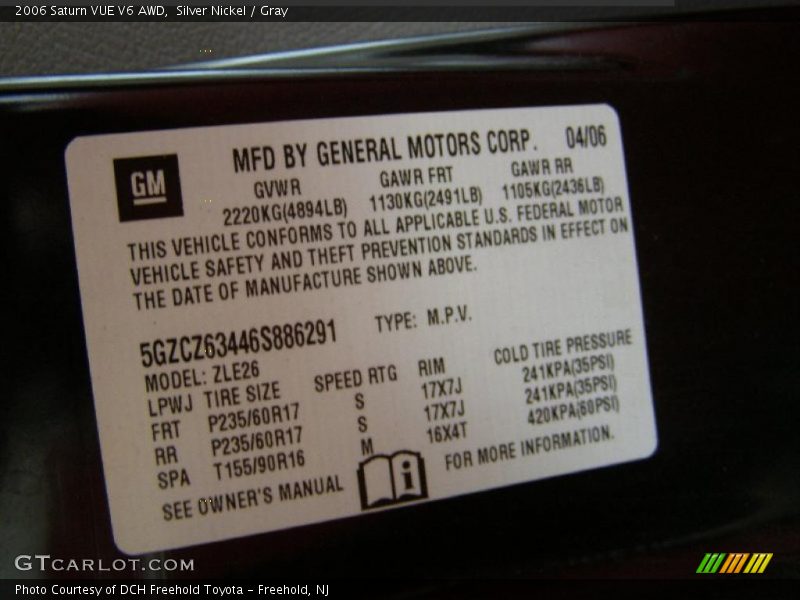 2006 Saturn VUE V6 AWD, Silver Nickel / Gray
GM
MFD BY GENERAL MOTORS CORP. 04/06
GVWR GAWR FRT GAWR RR
2220KG(4894LB) 1130KG(2491LB) 1105KG(2436LB)
THIS VEHICLE CONFORMS TO ALL APPLICABLE U.S. FEDERAL MOTOR
VEHICLE SAFETY AND THEFT PREVENTION STANDARDS IN EFFECT ON
THE DATE OF MANUFACTURE SHOWN ABOVE.
5GZCZ63446S886291 TYPE: M.P.V.
MODEL: ZLE26
LPWJ TIRE SIZE SPEED RTG RIM COLD TIRE PRESSURE
FRT P235/60R17 S 17X7J 241KPA(35PSI)
RR P235/60R17 S 17X7J 241KPA(35PSI)
SPA T155/90R16 M 16X4T 420KPA(60PSI)
SEE OWNER'S MANUAL i FOR MORE INFORMATION.
GTCARLOT.COM
Photo Courtesy of DCH Freehold Toyota - Freehold, NJ